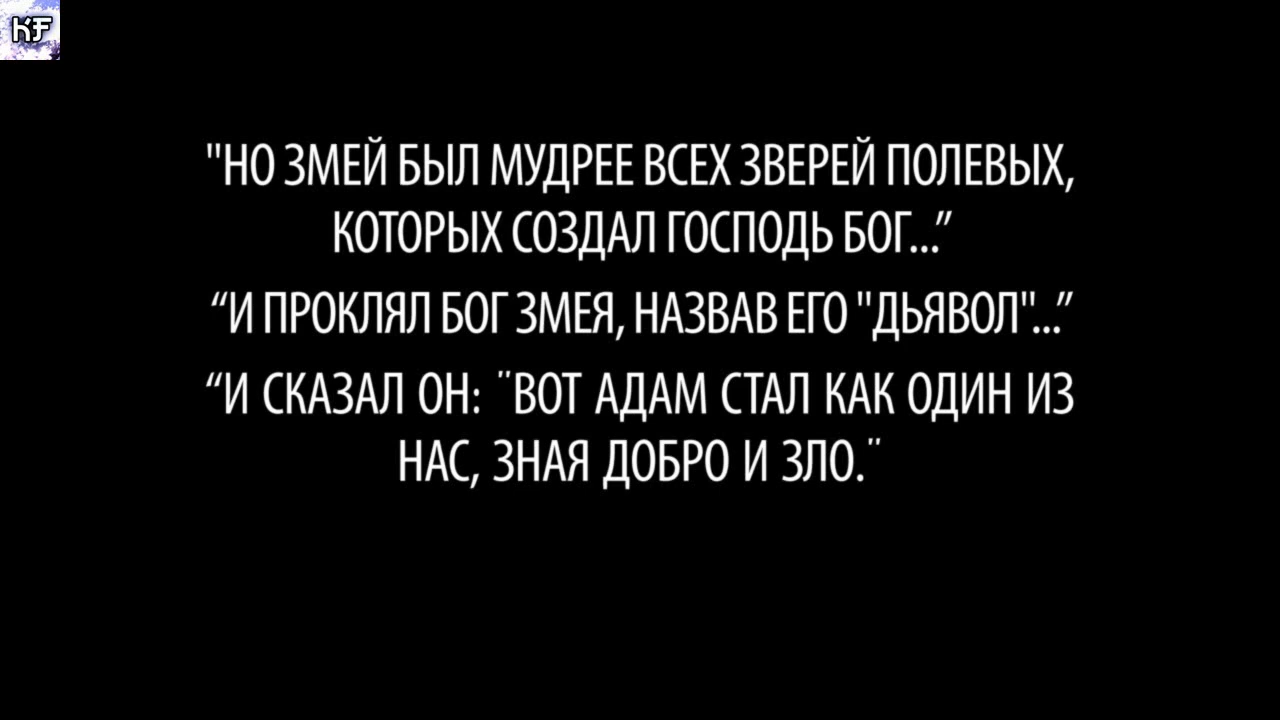 KF
"НО ЗМЕЙ БЫЛ МУДРЕЕ ВСЕХ ЗВЕРЕЙ ПОЛЕВЫХ,
КОТОРЫХ СОЗДАЛ ГОСПОДЬ БОГ...”
“И ПРОКЛЯЛ БОГ ЗМЕЯ, НАЗВАВ ЕГО "ДЬЯВОЛ"...”
“И СКАЗАЛ ОН: ¨ВОТ АДАМ СТАЛ КАК ОДИН ИЗ
НАС, ЗНАЯ ДОБРО И ЗЛО.¨